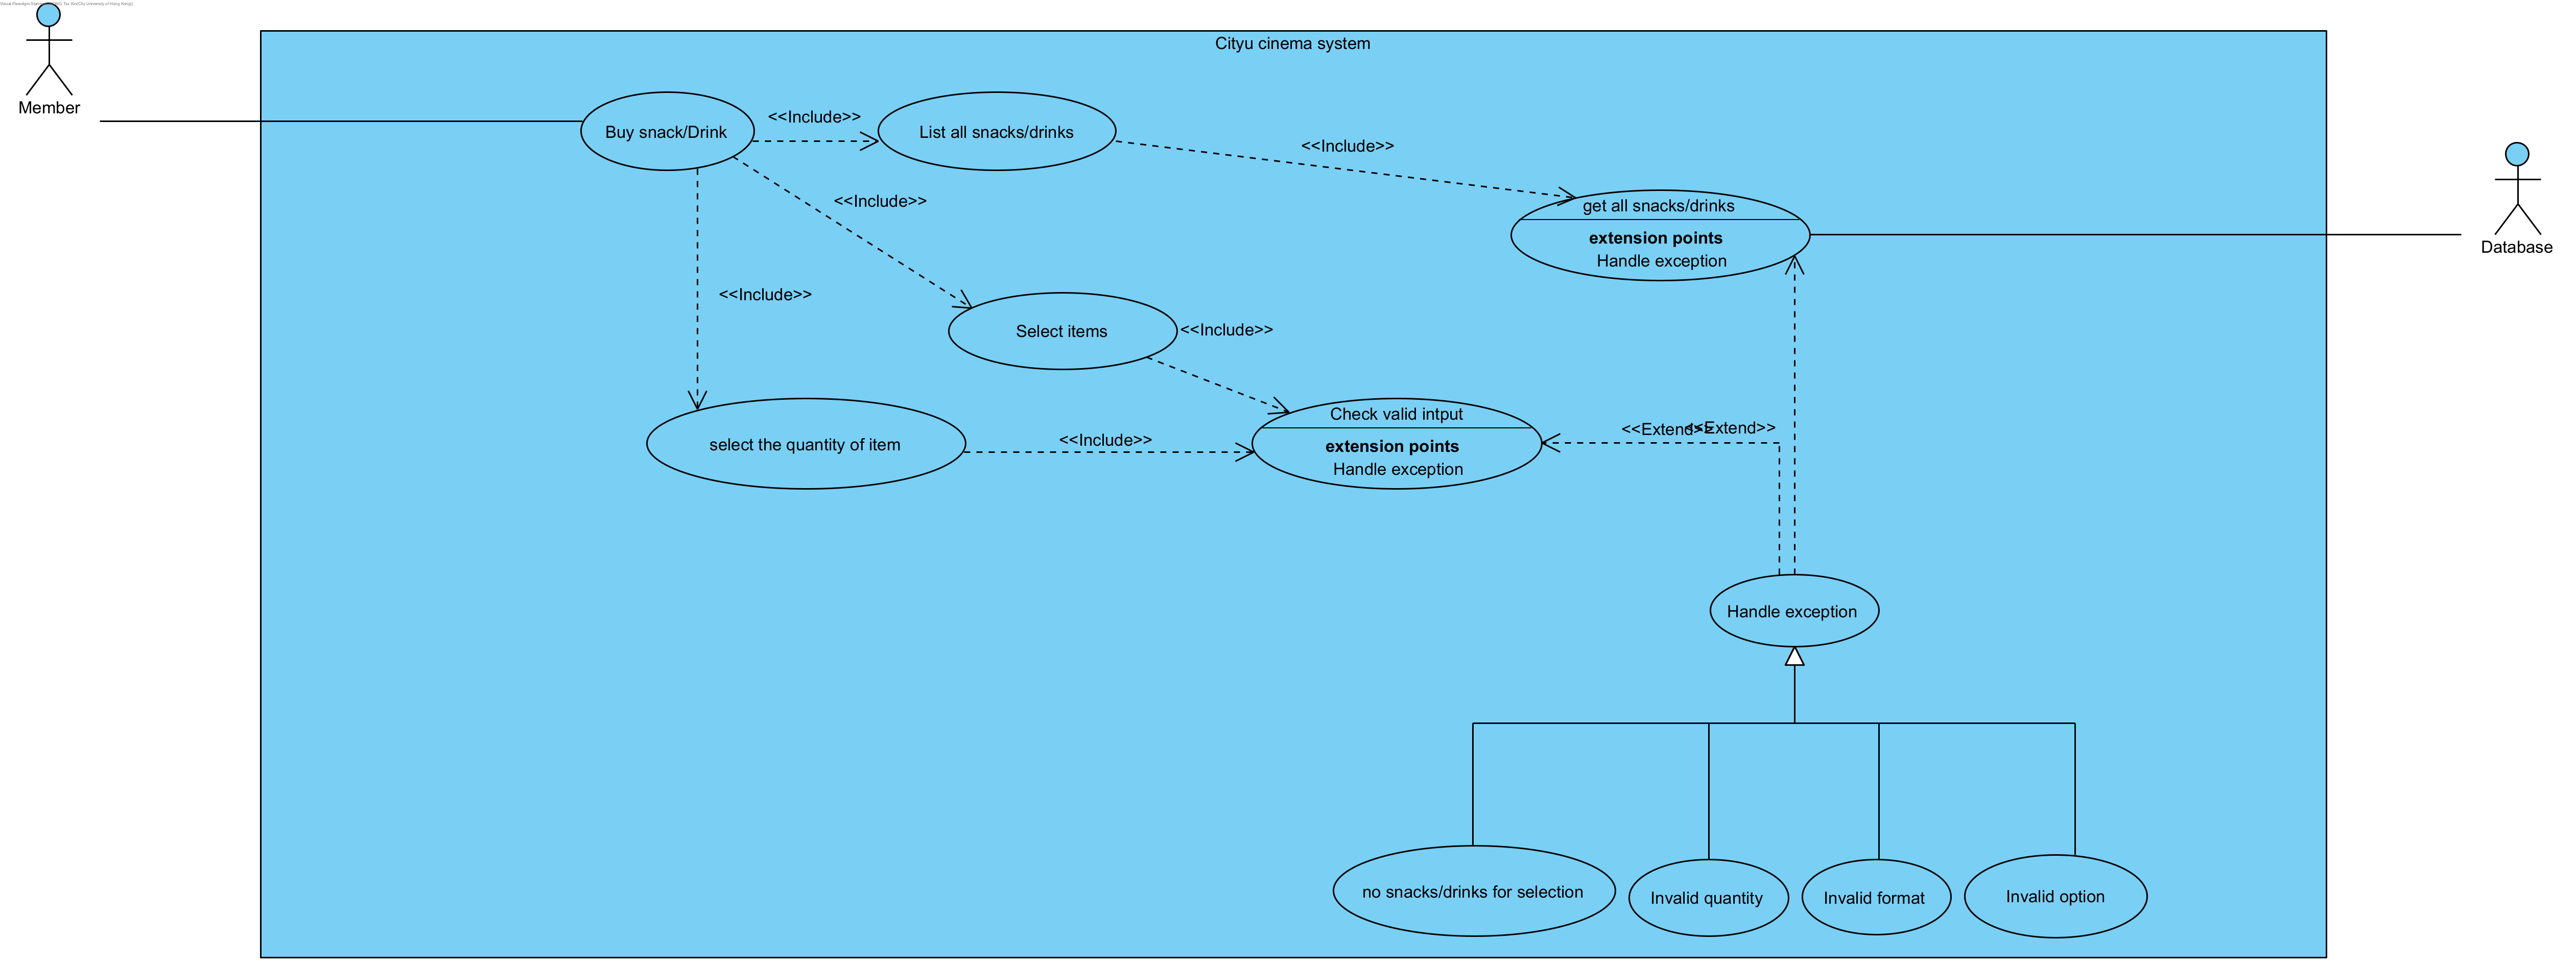 Cityu cinema system
Member
Buy snack/Drink
<<Include>>
List all snacks/drinks
<<Include>>
<<Include>>
get all snacks/drinks
extension points
Handle exception
Database
<<Include>>
Select items
<<Include>>
select the quantity of item
<<Include>>
Check valid intput
extension points
Handle exception
<<Extend>>
<<Extend>>
Handle exception
no snacks/drinks for selection
Invalid quantity
Invalid format
Invalid option